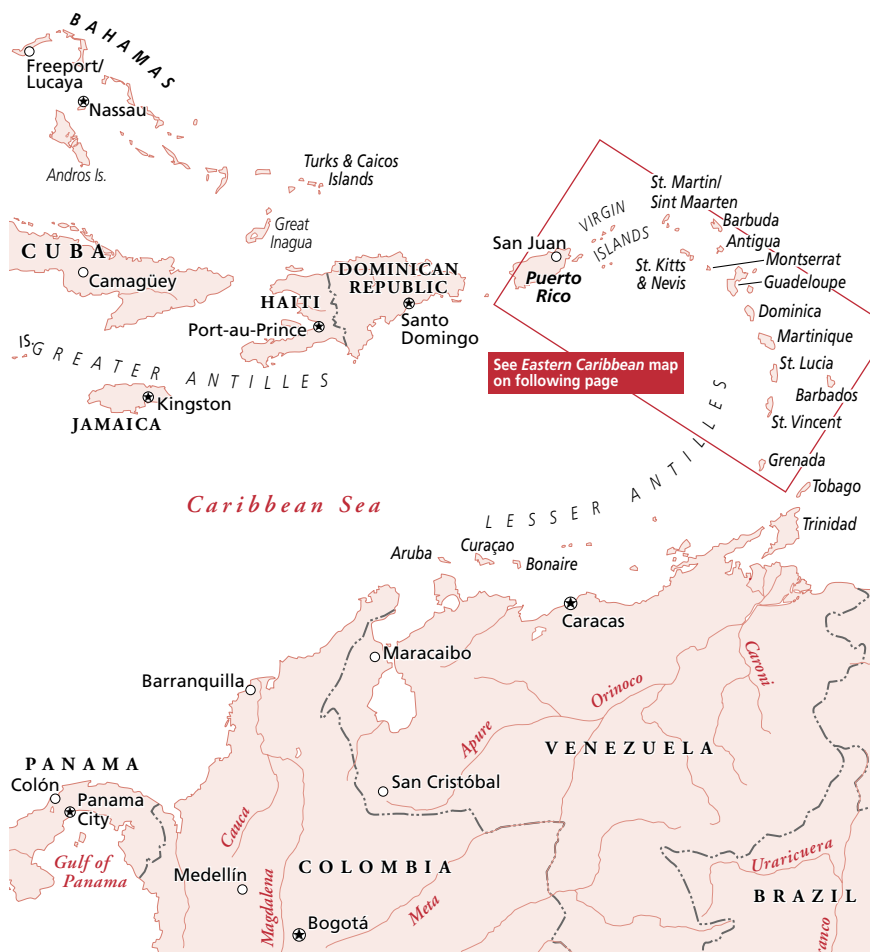 BAHAMAS
Freeport/
Lucaya
Nassau
Andros Is.
Turks & Caicos
Islands
Great
Inagua
CUBA
Camagüey
HAITI
DOMINICAN
REPUBLIC
Port-au-Prince
Santo
Domingo
IS.
GREATER ANTILLES
Kingston
JAMAICA
San Juan
Puerto
Rico
VIRGIN
ISLANDS
St. Martin/
Sint Maarten
Barbuda
Antigua
Montserrat
St. Kitts
& Nevis
Guadeloupe
Dominica
Martinique
St. Lucia
Barbados
St. Vincent
Grenada
Tobago
Trinidad
See Eastern Caribbean map
on following page
Caribbean Sea
LESSER ANTILLES
Aruba
Curaçao
Bonaire
Caracas
Maracaibo
Barranquilla
Orinoco
Caroni
Apure
VENEZUELA
PANAMA
Colón
Panama
City
Gulf of
Panama
San Cristóbal
Cauca
Magdalena
Medellín
COLOMBIA
Meta
Bogotá
Uraricuera
BRAZIL
ranco